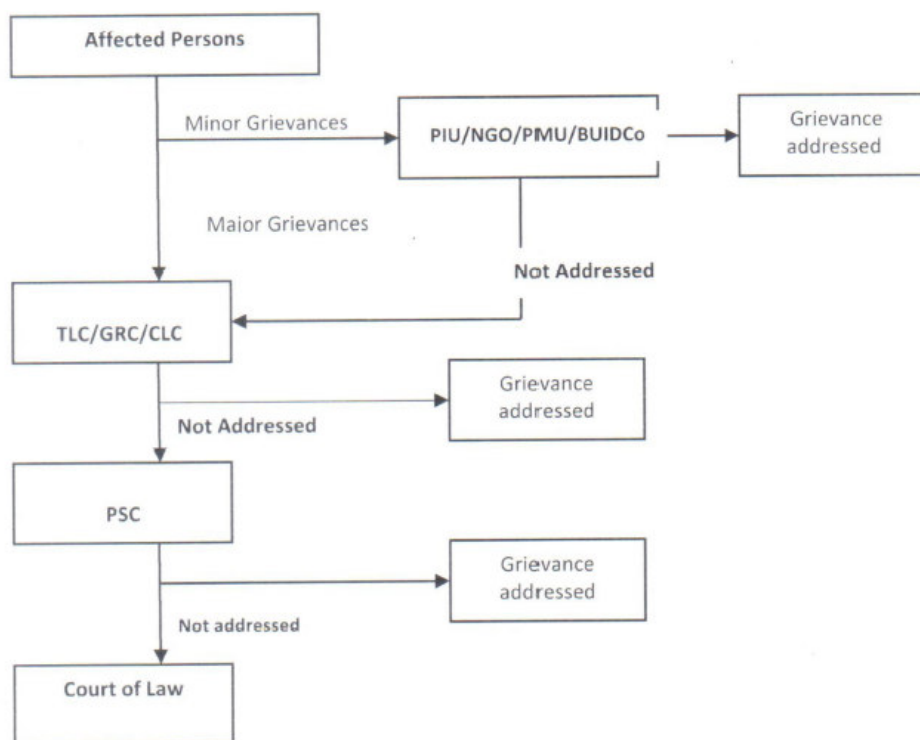 Affected Persons
Minor Grievances
PIU/NGO/PMU/BUIDCo
Grievance
addressed
Maior Grievances
Not Addressed
TLC/GRC/CLC
Grievance
addressed
Not Addressed
PSC
Grievance
addressed
Not addressed
Court of Law